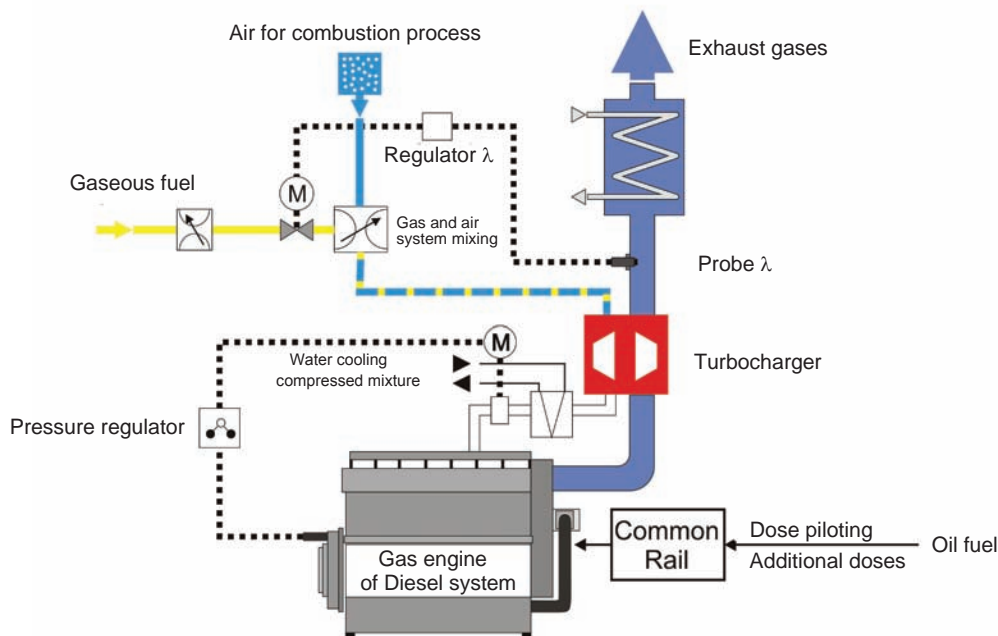 Air for combustion process
Exhaust gases
Regulator λ
Gaseous fuel
M
Gas and air
system mixing
Probe λ
M
Water cooling
compressed mixture
Turbocharger
Pressure regulator
Common
Rail
Dose piloting
Additional doses
Oil fuel
Gas engine
of Diesel system